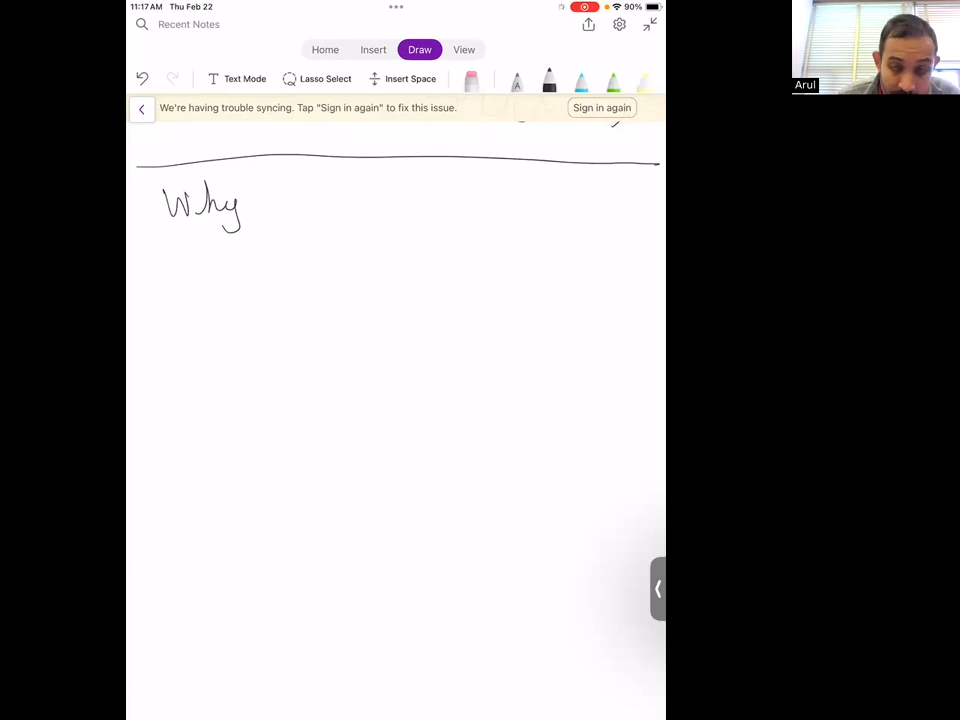 11:17 AM Thu Feb 22
90%
Recent Notes
Home Insert Draw View
Text Mode Lasso Select Insert Space A
We're having trouble syncing. Tap "Sign in again" to fix this issue. Sign in again
Why
Arul